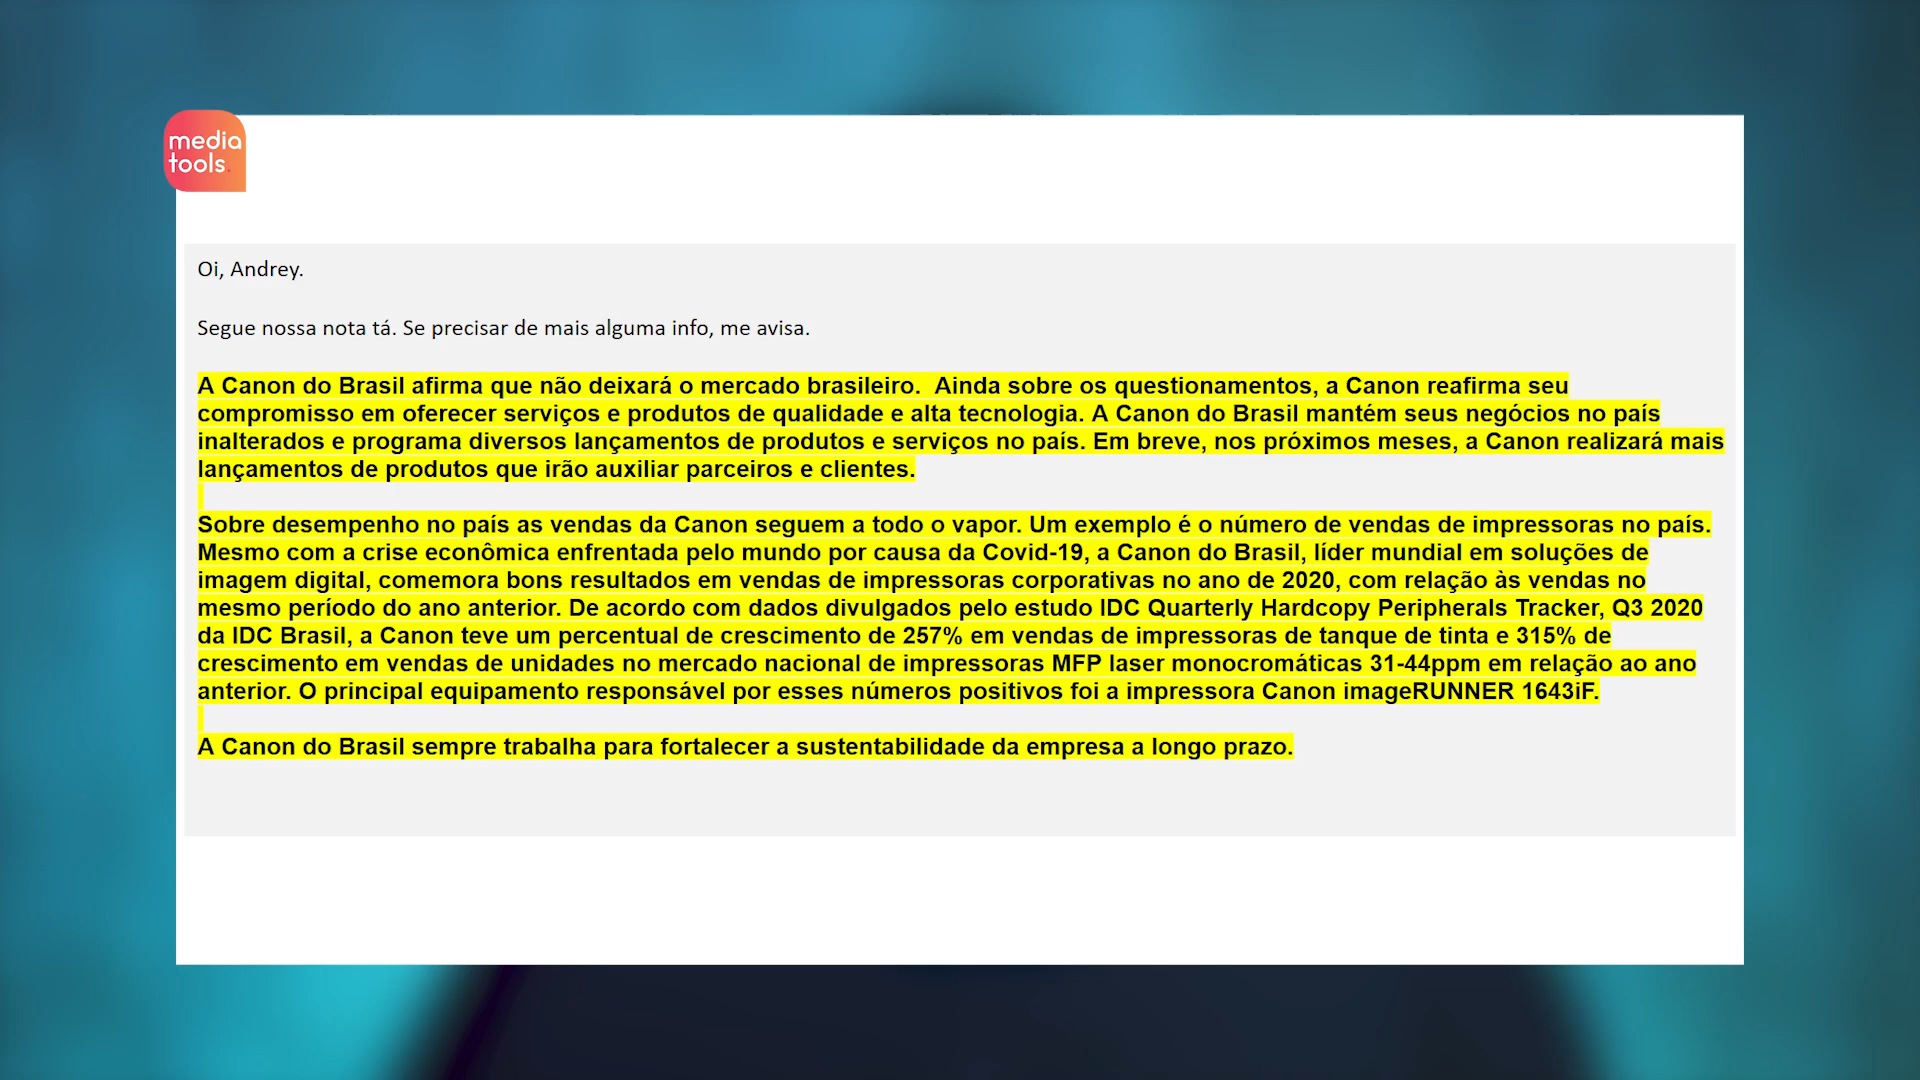 media
tools.
Oi, Andrey.
Segue nossa nota tá. Se precisar de mais alguma info, me avisa.
A Canon do Brasil afirma que não deixará o mercado brasileiro.  Ainda sobre os questionamentos, a Canon reafirma seu
compromisso em oferecer serviços e produtos de qualidade e alta tecnologia. A Canon do Brasil mantém seus negócios no país
inalterados e programa diversos lançamentos de produtos e serviços no país. Em breve, nos próximos meses, a Canon realizará mais
lançamentos de produtos que irão auxiliar parceiros e clientes.
Sobre desempenho no país as vendas da Canon seguem a todo o vapor. Um exemplo é o número de vendas de impressoras no país.
Mesmo com a crise econômica enfrentada pelo mundo por causa da Covid-19, a Canon do Brasil, líder mundial em soluções de
imagem digital, comemora bons resultados em vendas de impressoras corporativas no ano de 2020, com relação às vendas no
mesmo período do ano anterior. De acordo com dados divulgados pelo estudo IDC Quarterly Hardcopy Peripherals Tracker, Q3 2020
da IDC Brasil, a Canon teve um percentual de crescimento de 257% em vendas de impressoras de tanque de tinta e 315% de
crescimento em vendas de unidades no mercado nacional de impressoras MFP laser monocromáticas 31-44ppm em relação ao ano
anterior. O principal equipamento responsável por esses números positivos foi a impressora Canon imageRUNNER 1643iF.
A Canon do Brasil sempre trabalha para fortalecer a sustentabilidade da empresa a longo prazo.